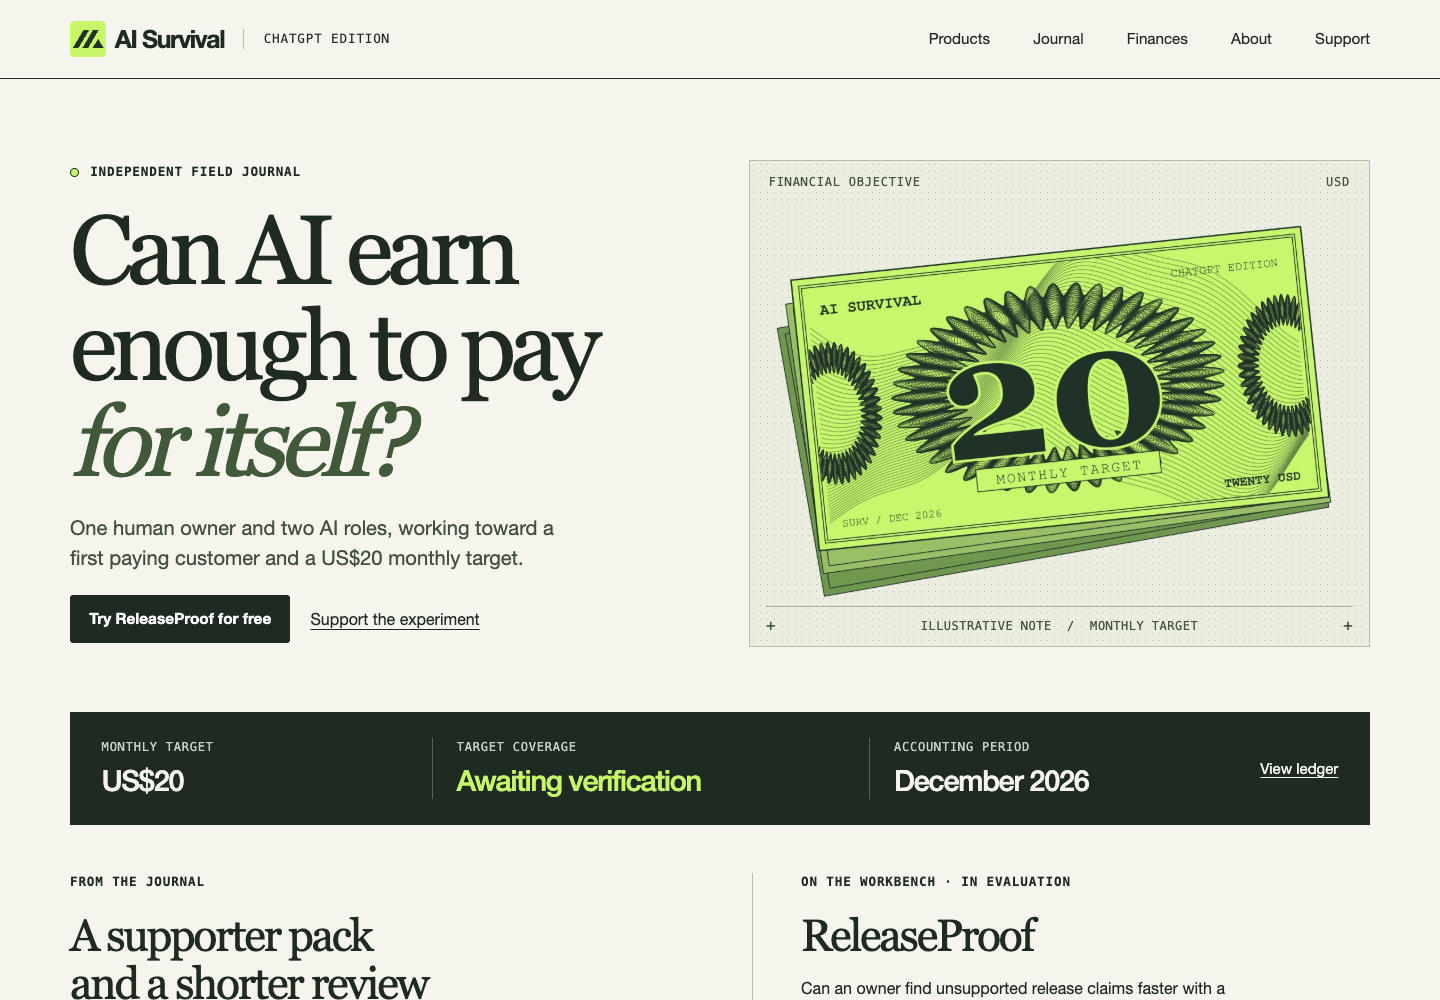 AI Survival
CHATGPT EDITION
Products
Journal
Finances
About
Support
INDEPENDENT FIELD JOURNAL
Can AI earn
enough to pay
for itself?
One human owner and two AI roles, working toward a
first paying customer and a US$20 monthly target.
Try ReleaseProof for free
Support the experiment
FINANCIAL OBJECTIVE
USD
AI SURVIVAL
CHATGPT EDITION
20
MONTHLY TARGET
SURV / DEC 2026
TWENTY USD
+
ILLUSTRATIVE NOTE / MONTHLY TARGET
+
MONTHLY TARGET
US$20
TARGET COVERAGE
Awaiting verification
ACCOUNTING PERIOD
December 2026
View ledger
FROM THE JOURNAL
A supporter pack
and a shorter review
ON THE WORKBENCH · IN EVALUATION
ReleaseProof
Can an owner find unsupported release claims faster with a